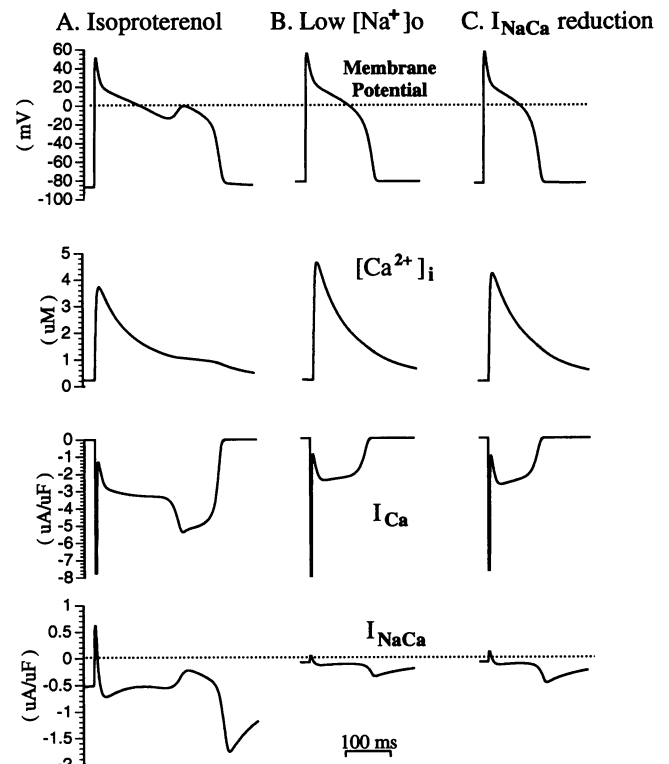 A. Isoproterenol
B. Low [Na+]o
C. INaCa reduction
60
40
20
0
-20
-40
-60
-80
-100
(mV)
Membrane
Potential
5
4
3
2
1
0
(uM)
[Ca2+]i
0
-1
-2
-3
-4
-5
-6
-7
-8
(uA/uF)
ICa
1
0.5
0
-0.5
-1
-1.5
-2
(uA/uF)
INaCa
100 ms